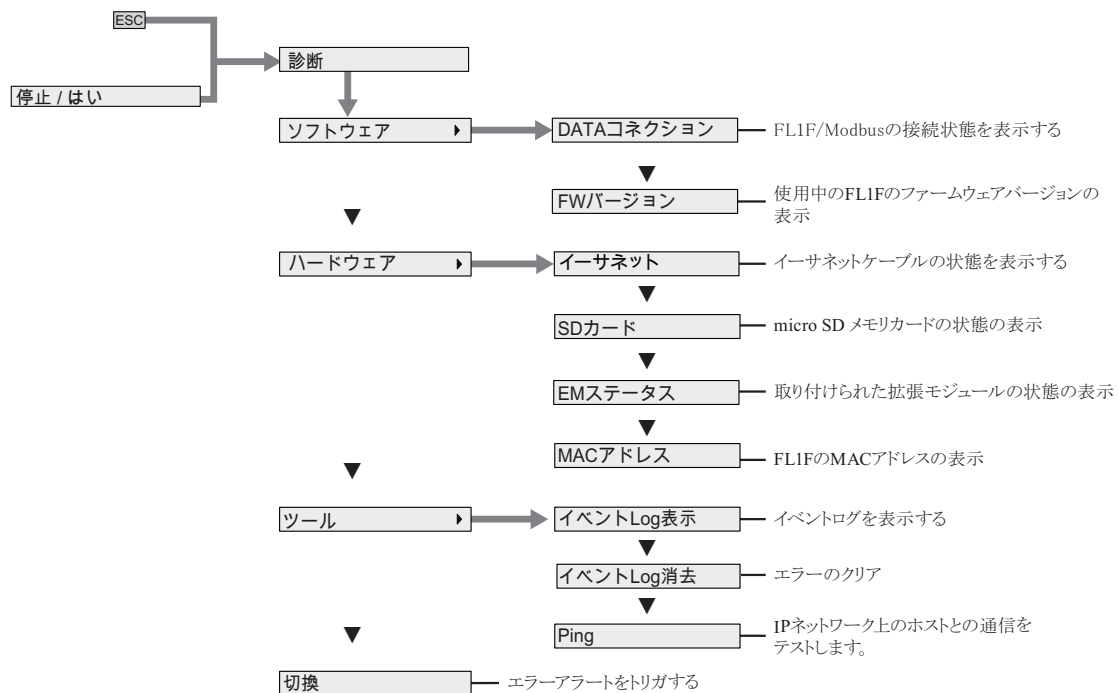 ESC
診断
停止 / はい
ソフトウェア
DATAコネクション
FL1F/Modbusの接続状態を表示する
FWバージョン
使用中のFL1Fのファームウェアバージョンの
表示
ハードウェア
イーサネット
イーサネットケーブルの状態を表示する
SDカード
micro SD メモリカードの状態の表示
EMステータス
取り付けられた拡張モジュールの状態の表示
MACアドレス
FL1FのMACアドレスの表示
ツール
イベントLog表示
イベントログを表示する
イベントLog消去
エラーのクリア
Ping
IPネットワーク上のホストとの通信を
テストします。
切換
エラーアラートをトリガする